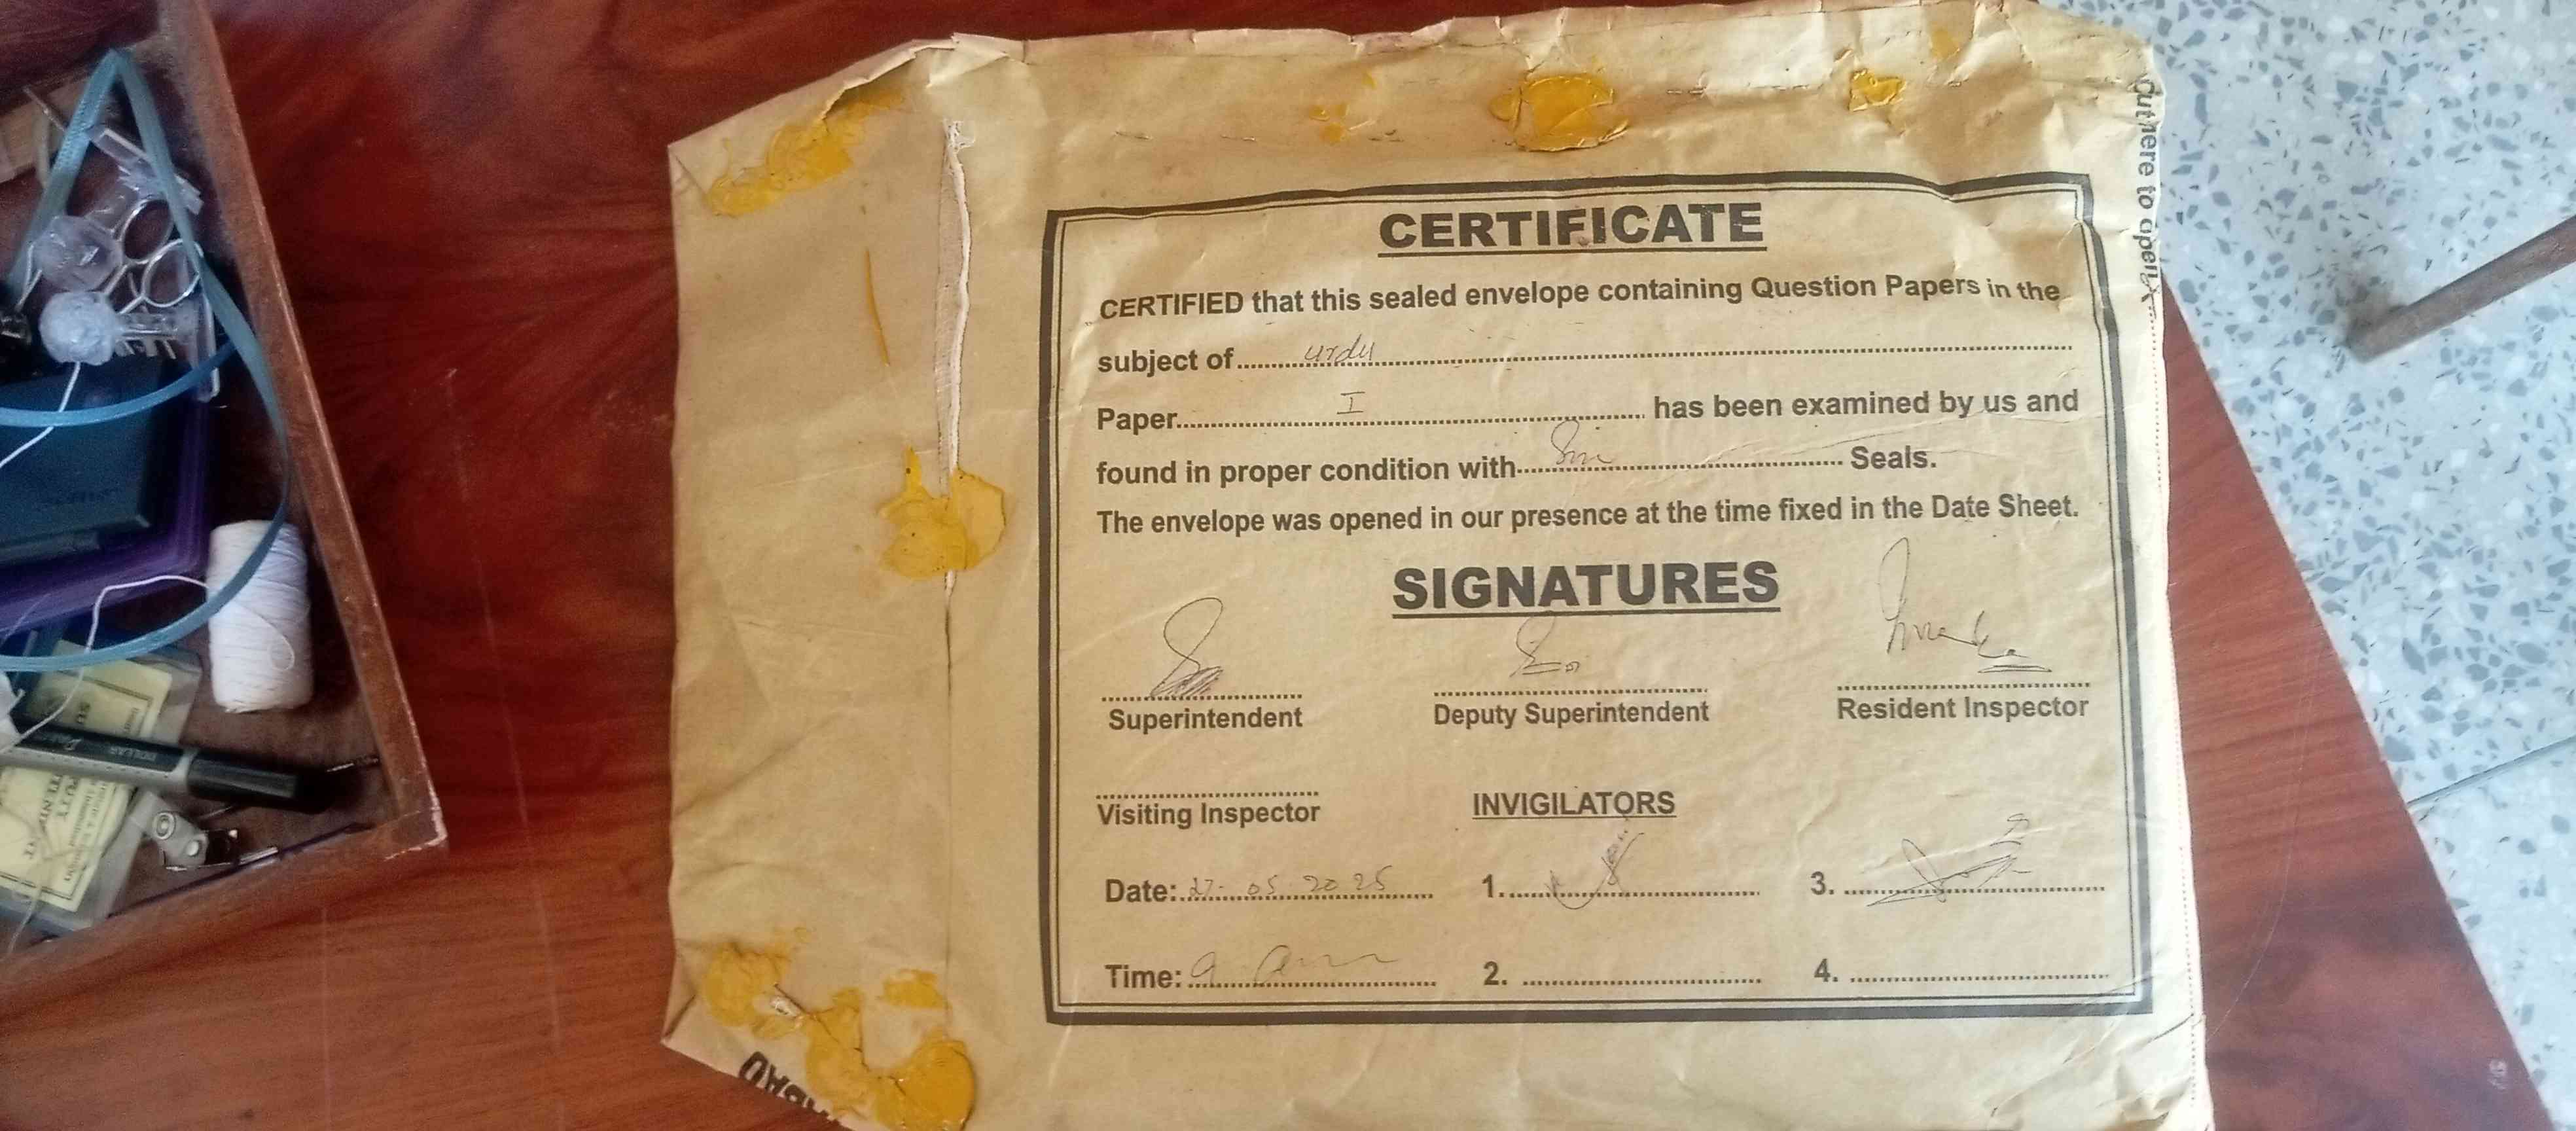 CERTIFICATE
CERTIFIED that this sealed envelope containing Question Papers in the
subject of urdu
Paper I has been examined by us and
found in proper condition with Seals.
The envelope was opened in our presence at the time fixed in the Date Sheet.
SIGNATURES
Superintendent Deputy Superintendent Resident Inspector
Visiting Inspector INVIGILATORS
Date: 27-05-2025 1. 3.
Time: 9 am 2. 4.
Cut here to open
DOLLAR